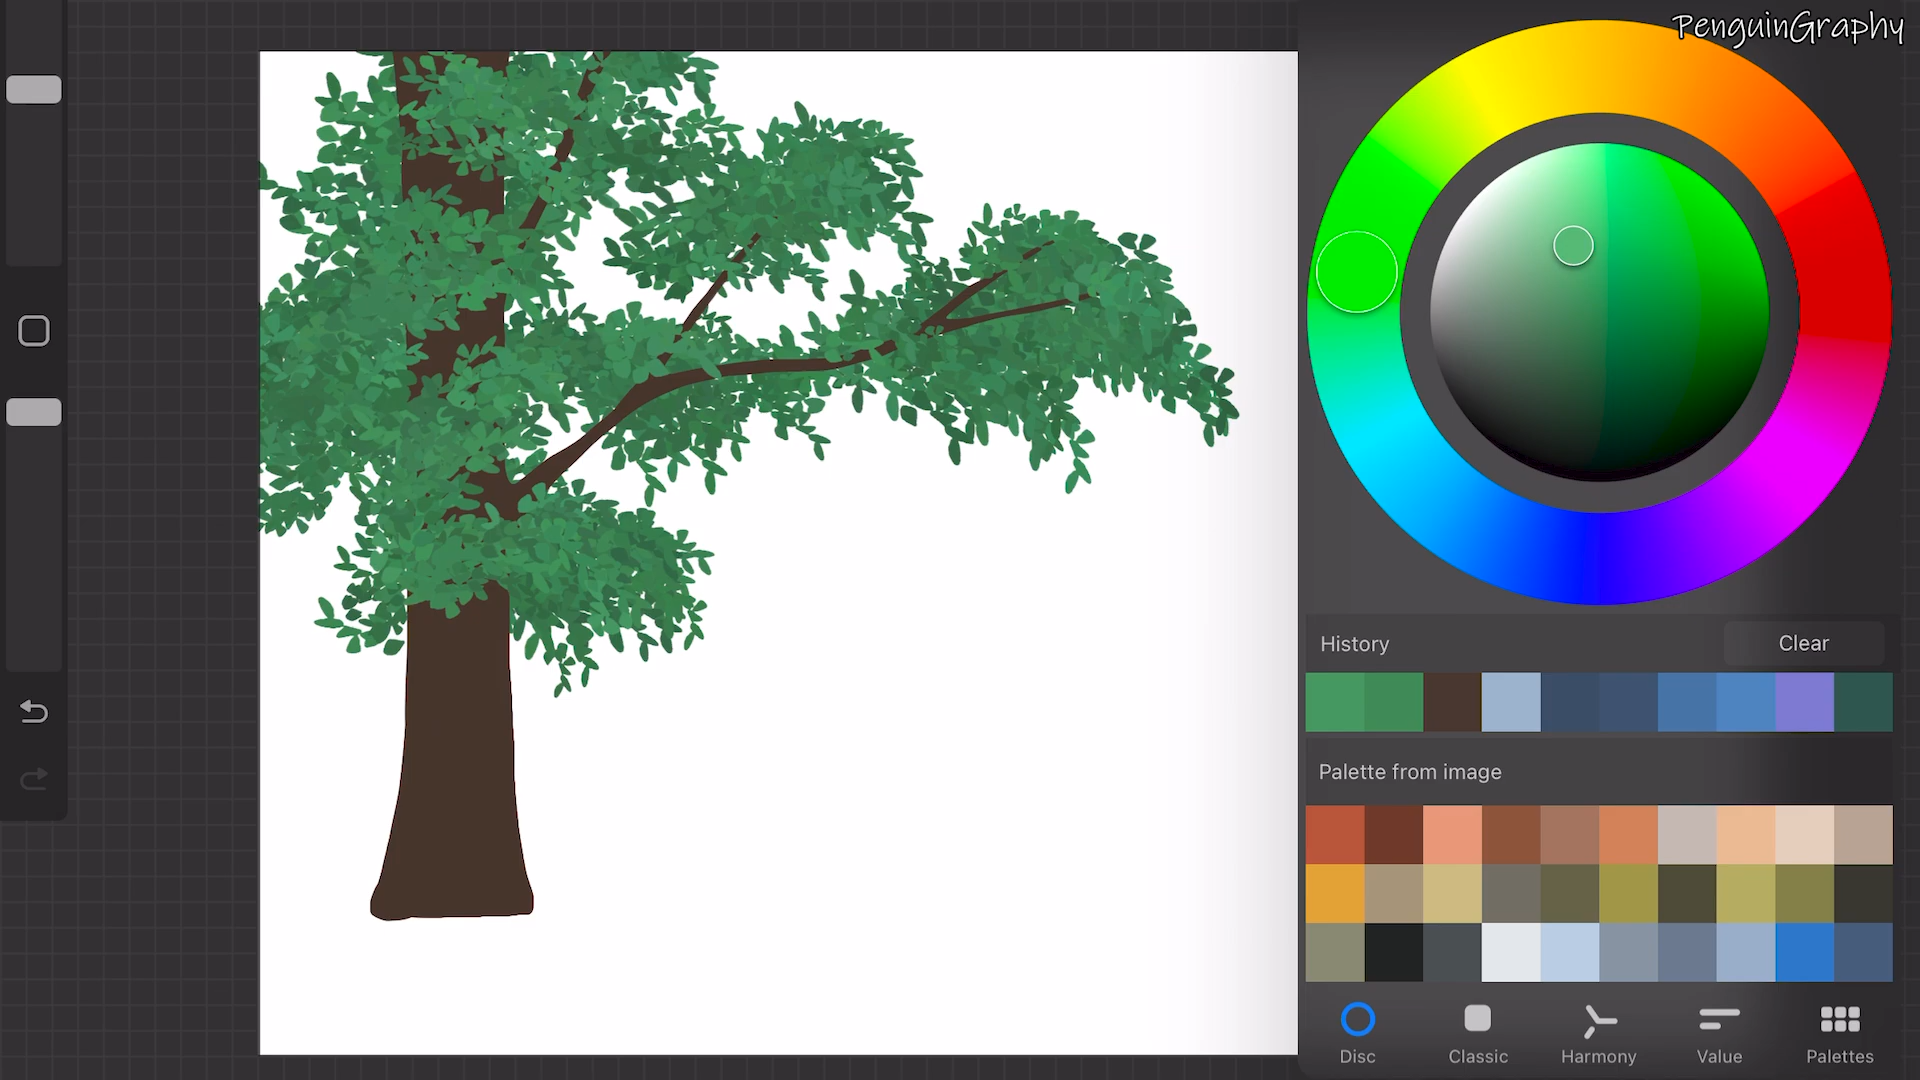 PenguinGraphy
History
Clear
Palette from image
Disc
Classic
Harmony
Value
Palettes